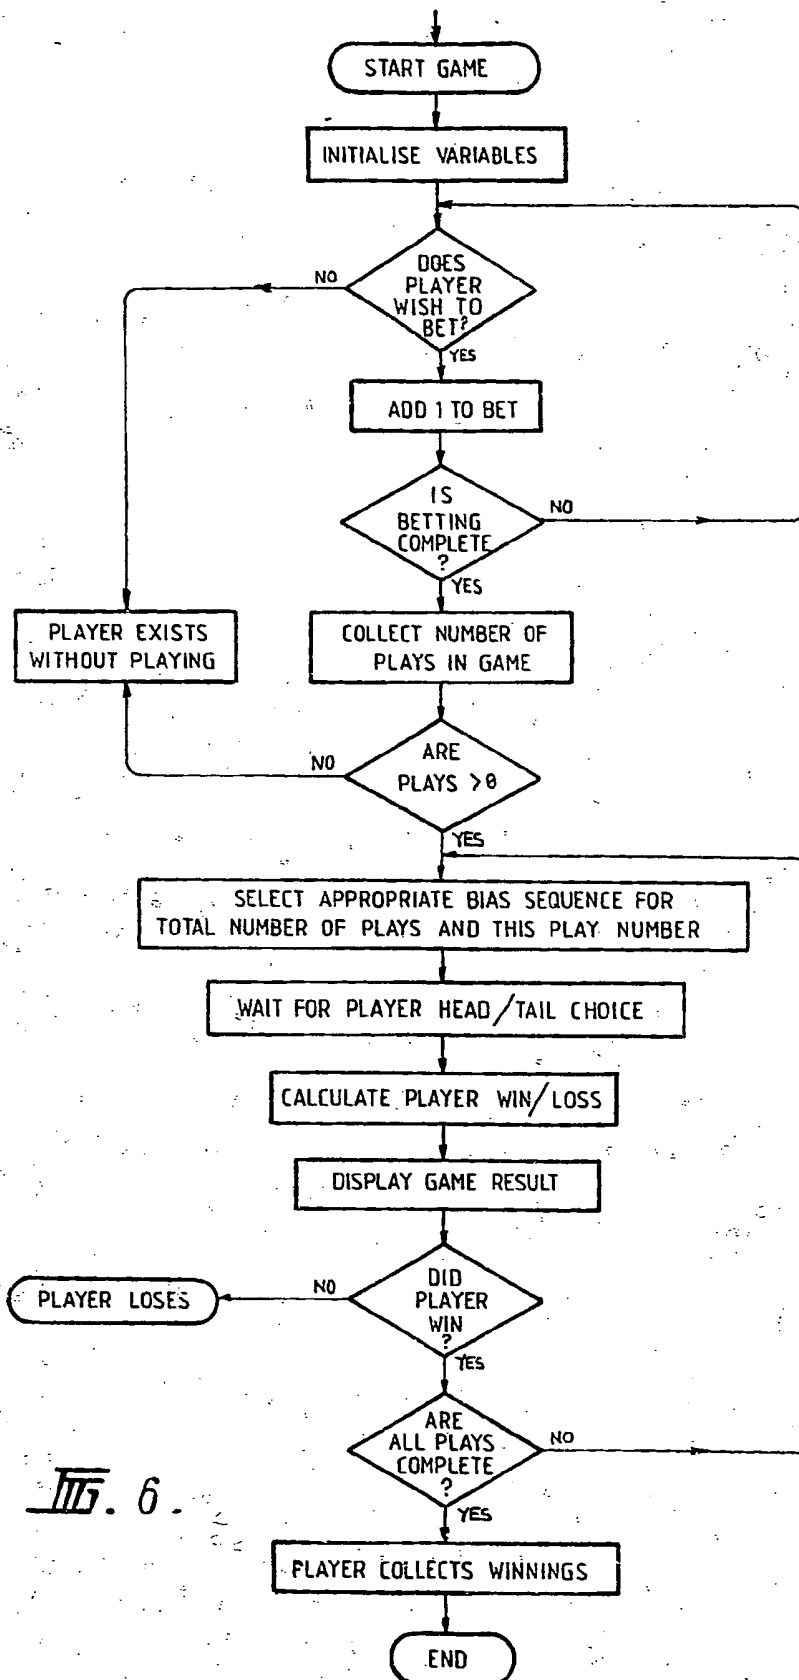 START GAME
INITIALISE VARIABLES
DOES
PLAYER
WISH TO
BET?
NO
YES
ADD 1 TO BET
IS
BETTING
COMPLETE
?
NO
YES
PLAYER EXISTS
WITHOUT PLAYING
COLLECT NUMBER OF
PLAYS IN GAME
ARE
PLAYS >0
NO
YES
SELECT APPROPRIATE BIAS SEQUENCE FOR
TOTAL NUMBER OF PLAYS AND THIS PLAY NUMBER
WAIT FOR PLAYER HEAD/TAIL CHOICE
CALCULATE PLAYER WIN/LOSS
DISPLAY GAME RESULT
DID
PLAYER
WIN
?
NO
PLAYER LOSES
YES
ARE
ALL PLAYS
COMPLETE
?
NO
YES
FIG. 6.
PLAYER COLLECTS WINNINGS
END